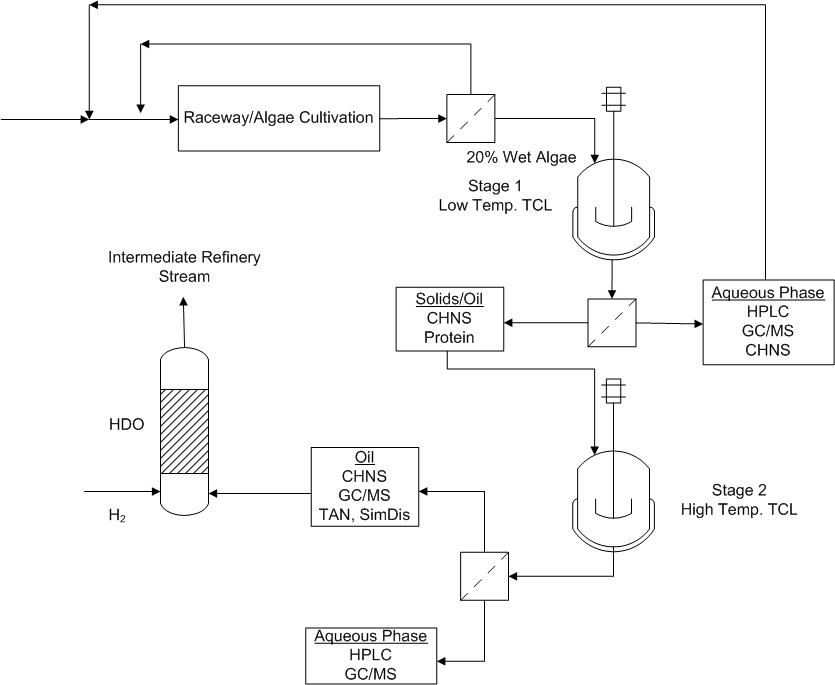 Raceway/Algae Cultivation
20% Wet Algae
Stage 1
Low Temp. TCL
Intermediate Refinery
Stream
Solids/Oil
CHNS
Protein
Aqueous Phase
HPLC
GC/MS
CHNS
HDO
H2
Oil
CHNS
GC/MS
TAN, SimDis
Stage 2
High Temp. TCL
Aqueous Phase
HPLC
GC/MS